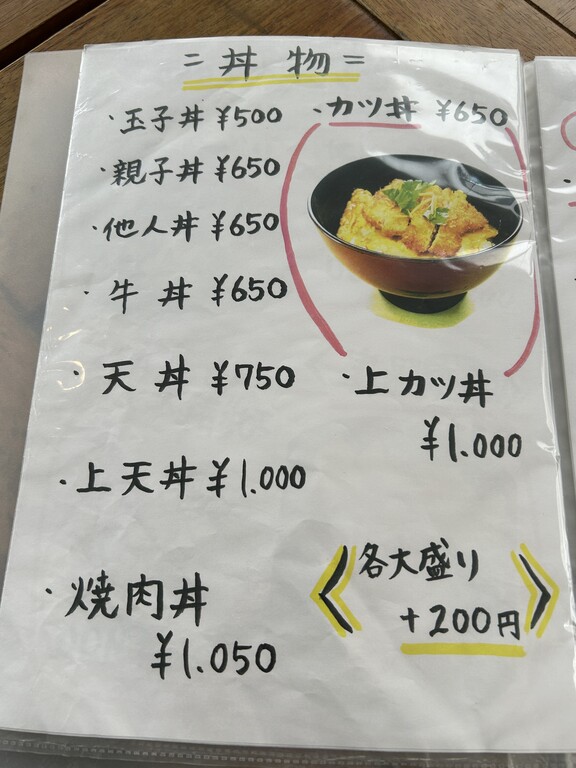 =丼物=
・玉子丼 ¥500
・親子丼 ¥650
・他人丼 ¥650
・牛丼 ¥650
・天丼 ¥750
・上天丼 ¥1.000
・焼肉丼
¥1.050
・カツ丼 ¥650
・上カツ丼
¥1.000
各大盛り
+200円